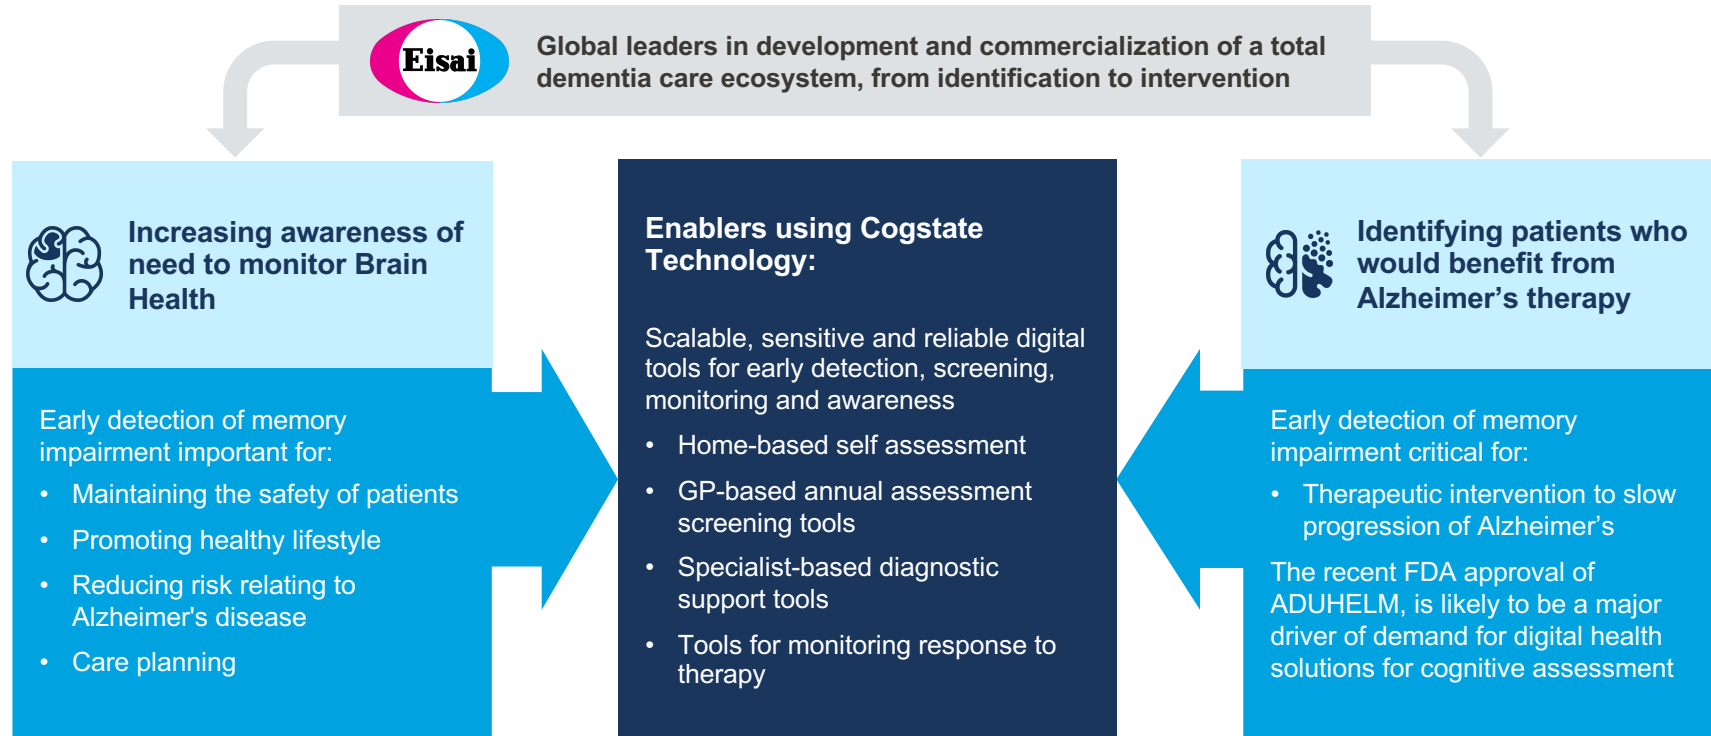 Eisai
Global leaders in development and commercialization of a total
dementia care ecosystem, from identification to intervention
Increasing awareness of
need to monitor Brain
Health
Early detection of memory
impairment important for:
• Maintaining the safety of patients
• Promoting healthy lifestyle
• Reducing risk relating to
Alzheimer's disease
• Care planning
Enablers using Cogstate
Technology:
Scalable, sensitive and reliable digital
tools for early detection, screening,
monitoring and awareness
• Home-based self assessment
• GP-based annual assessment
screening tools
• Specialist-based diagnostic
support tools
• Tools for monitoring response to
therapy
Identifying patients who
would benefit from
Alzheimer’s therapy
Early detection of memory
impairment critical for:
• Therapeutic intervention to slow
progression of Alzheimer’s
The recent FDA approval of
ADUHELM, is likely to be a major
driver of demand for digital health
solutions for cognitive assessment